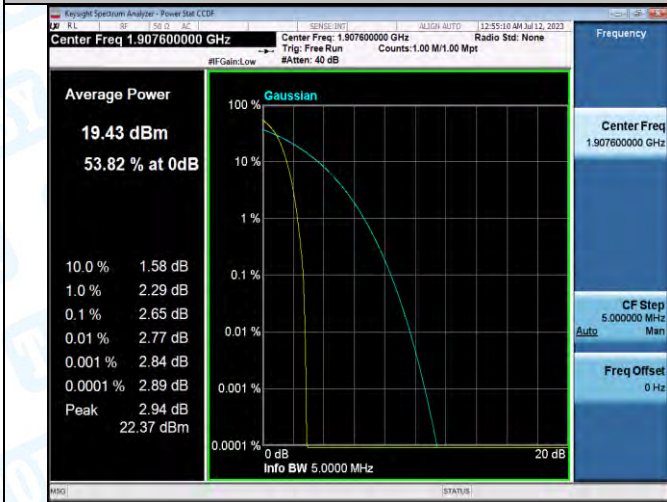 Keysight Spectrum Analyzer - Power Stat CCDF
RL RF 50 Ω AC SENSE:INT ALIGN AUTO 12:55:10 AM Jul 12, 2023
Center Freq 1.907600000 GHz
Center Freq: 1.907600000 GHz Radio Std: None
Trig: Free Run Counts:1.00 M/1.00 Mpt
#IFGain:Low #Atten: 40 dB
Frequency
Average Power
19.43 dBm
53.82 % at 0dB
10.0 % 1.58 dB
1.0 % 2.29 dB
0.1 % 2.65 dB
0.01 % 2.77 dB
0.001 % 2.84 dB
0.0001 % 2.89 dB
Peak 2.94 dB
22.37 dBm
Gaussian
100 %
10 %
1 %
0.1 %
0.01 %
0.001 %
0.0001 %
0 dB 20 dB
Info BW 5.0000 MHz
Center Freq
1.907600000 GHz
CF Step
5.000000 MHz
Auto Man
Freq Offset
0 Hz
MSG STATUS